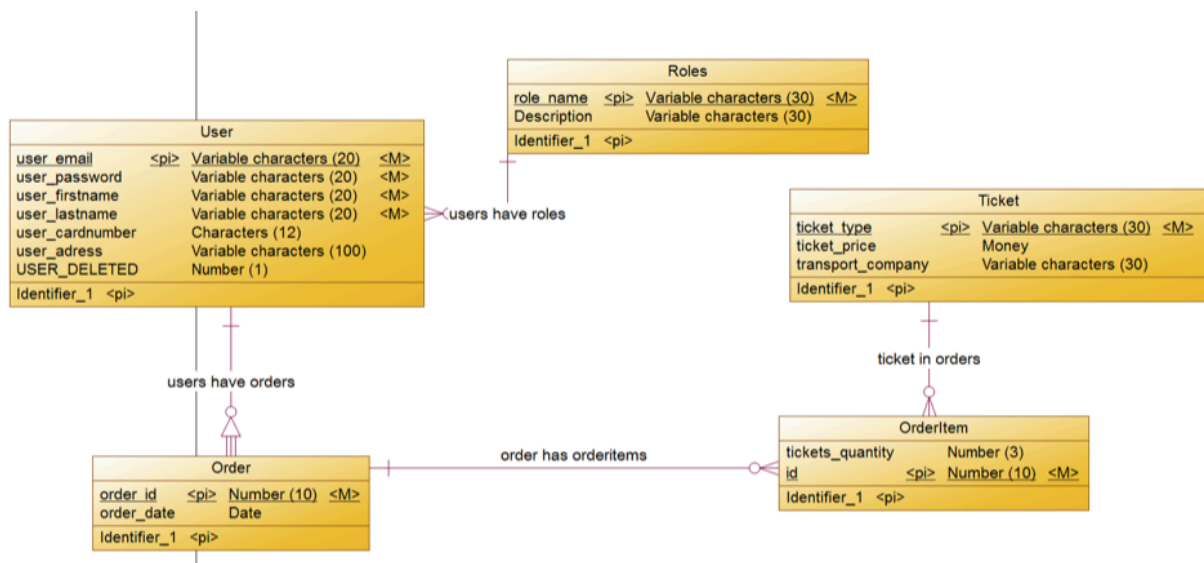 Roles
role_name <pi> Variable characters (30) <M>
Description Variable characters (30)
Identifier_1 <pi>
User
user_email <pi> Variable characters (20) <M>
user_password Variable characters (20) <M>
user_firstname Variable characters (20) <M>
user_lastname Variable characters (20) <M>
user_cardnumber Characters (12)
user_adress Variable characters (100)
USER_DELETED Number (1)
Identifier_1 <pi>
users have roles
Ticket
ticket_type <pi> Variable characters (30) <M>
ticket_price Money
transport_company Variable characters (30)
Identifier_1 <pi>
users have orders
ticket in orders
Order
order_id <pi> Number (10) <M>
order_date Date
Identifier_1 <pi>
order has orderitems
OrderItem
tickets_quantity Number (3)
id <pi> Number (10) <M>
Identifier_1 <pi>